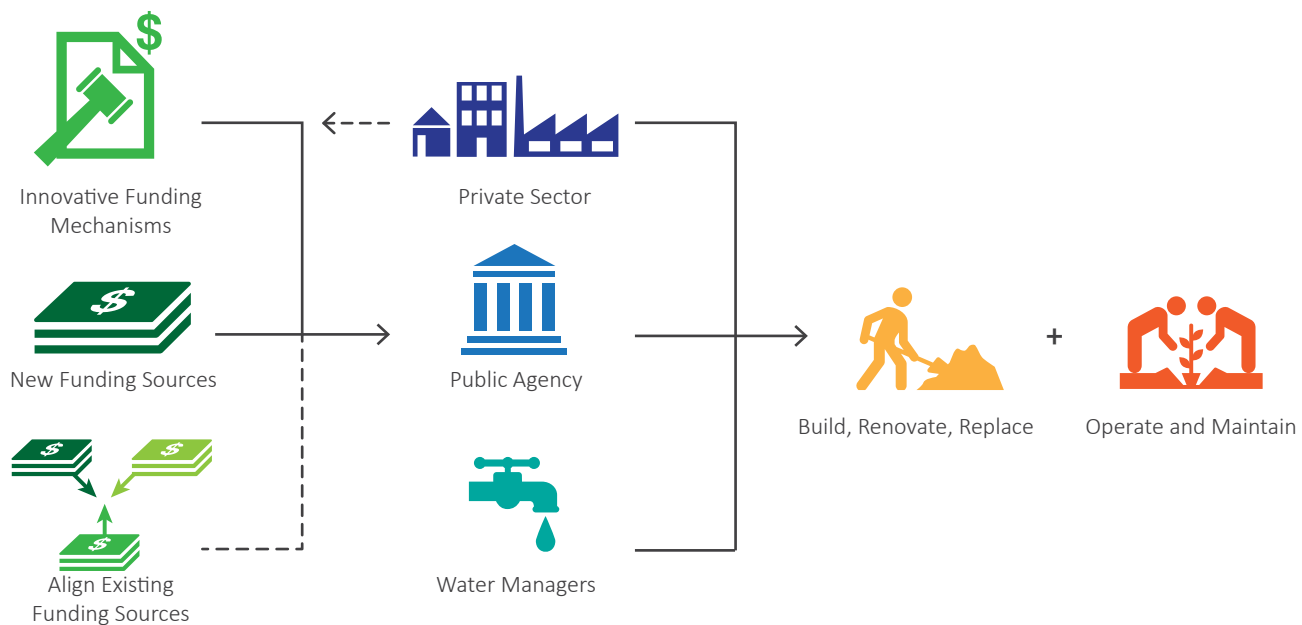 $
Innovative Funding
Mechanisms
Private Sector
$
New Funding Sources
Public Agency
Build, Renovate, Replace
+
Operate and Maintain
$
$
$
Align Existing
Funding Sources
Water Managers